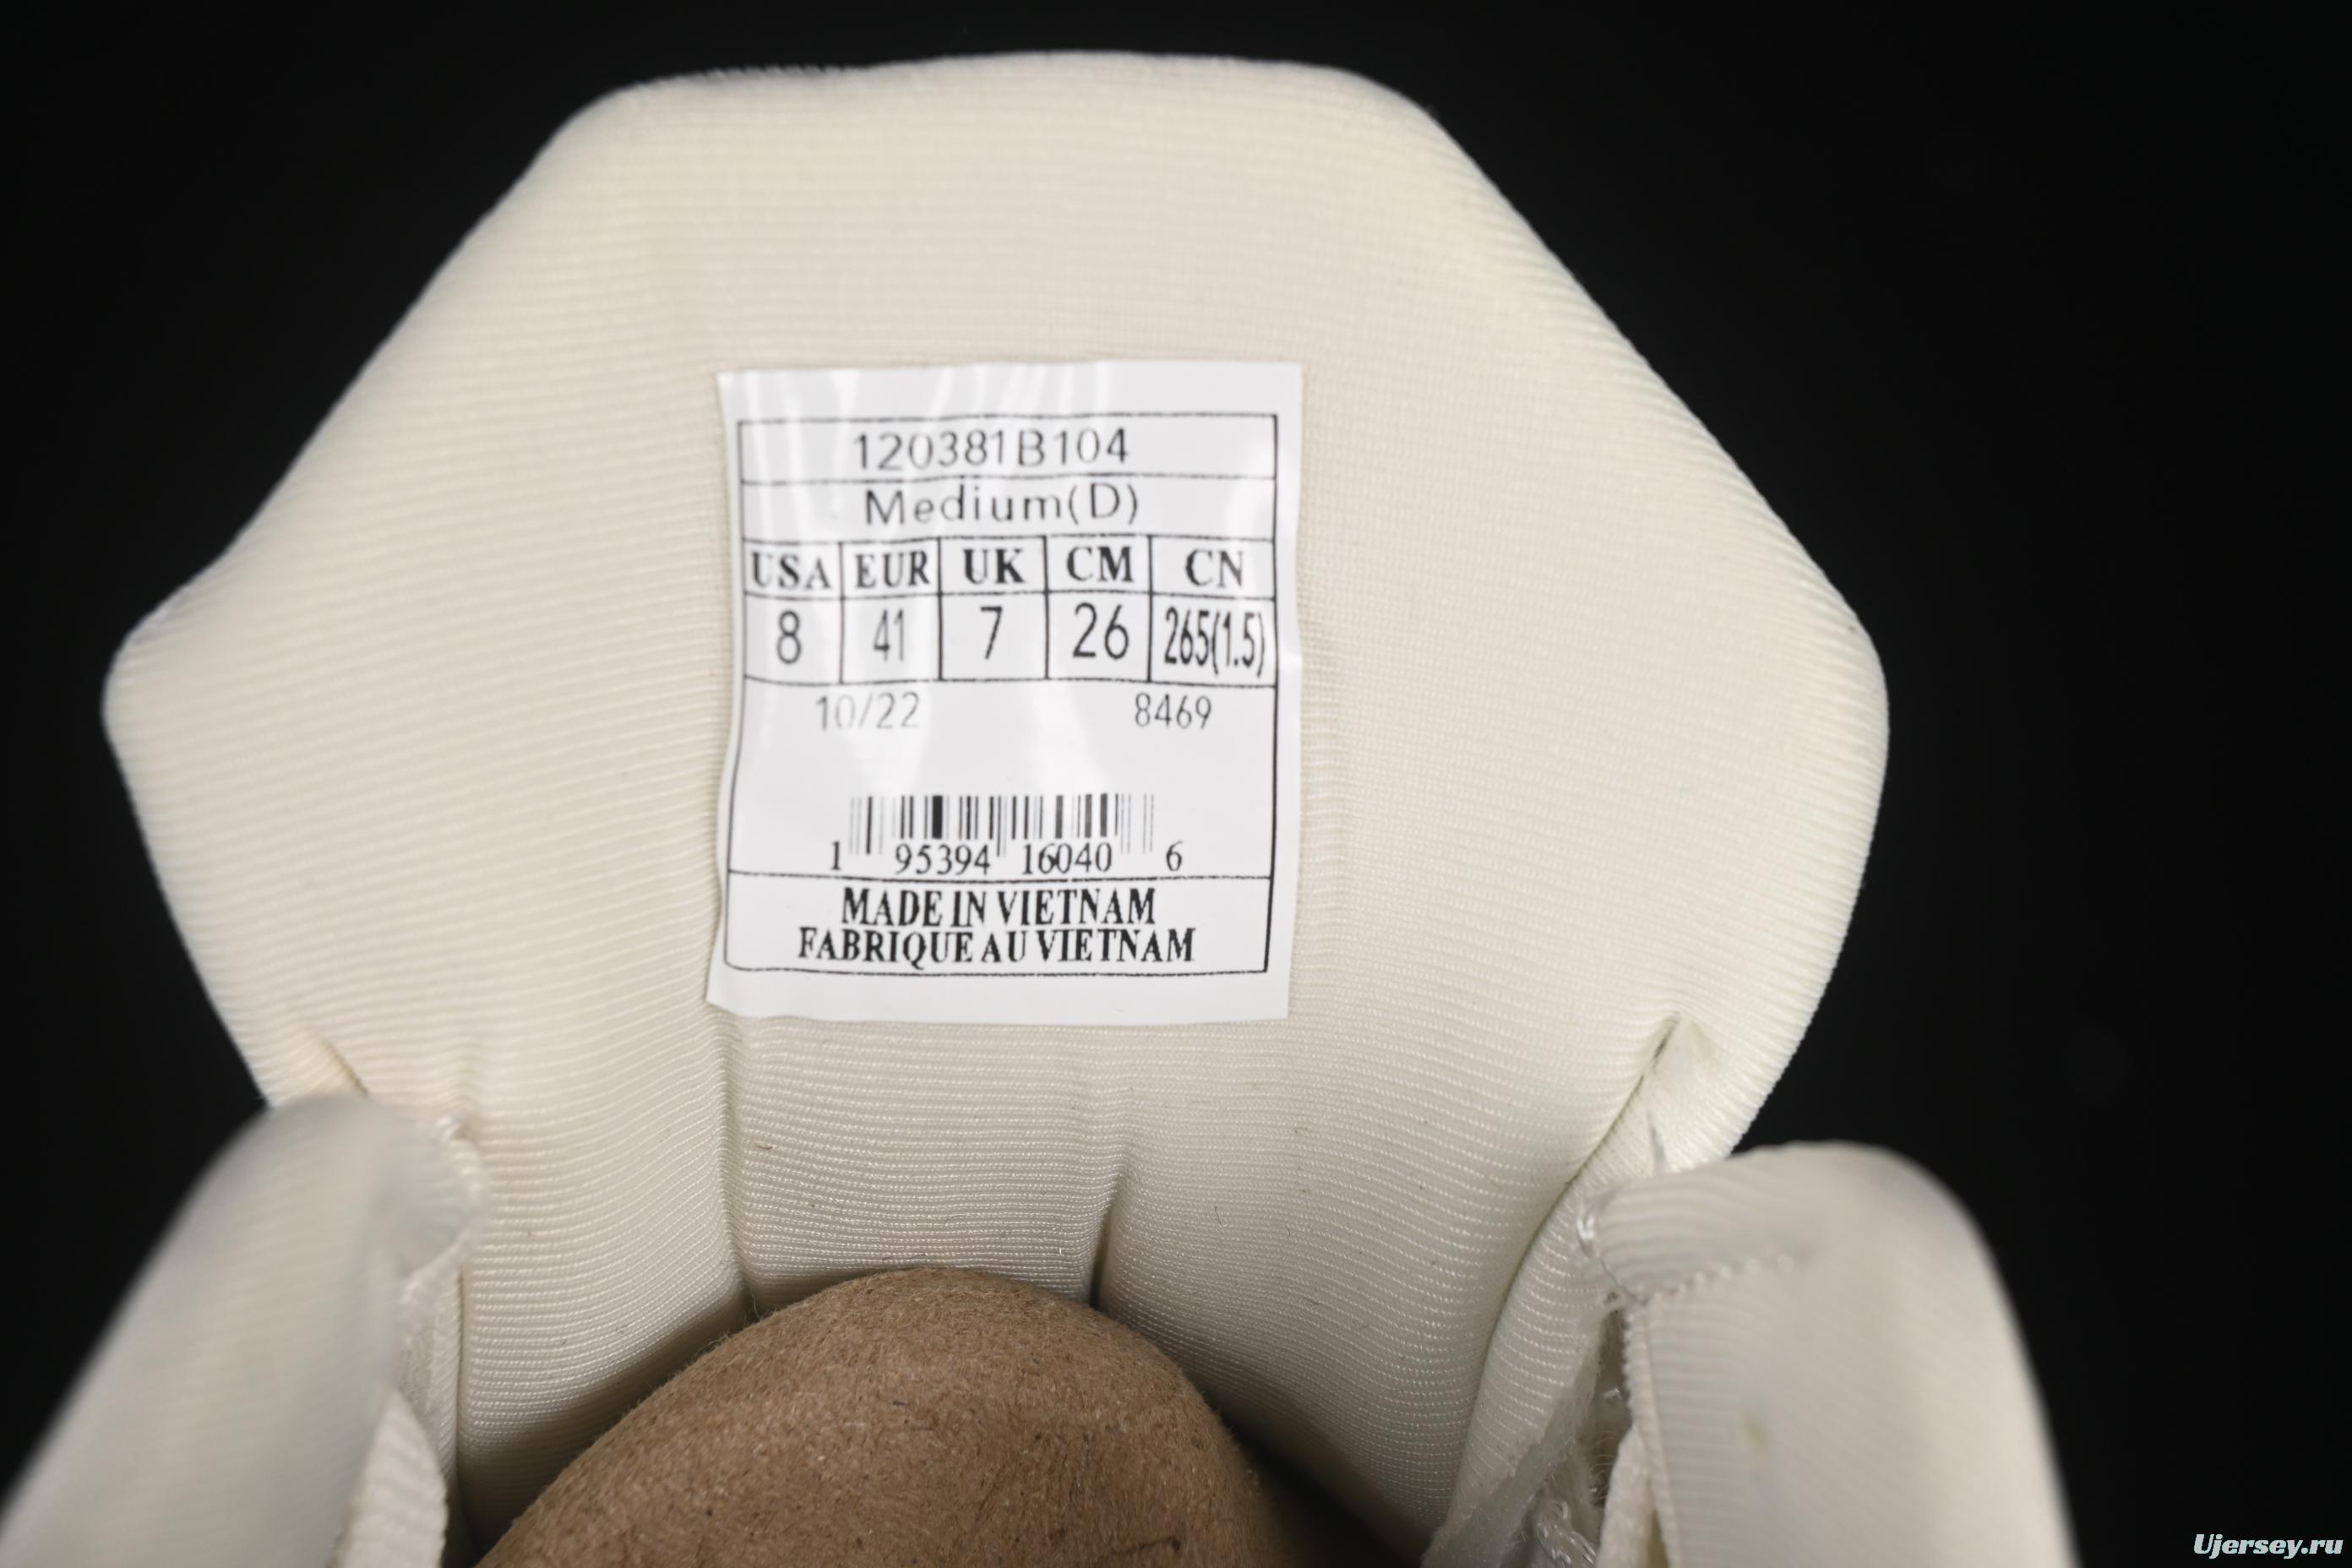 120381B104
Medium(D)
USA EUR UK CM CN
8 41 7 26 265(1.5)
10/22 8469
1 95394 16040 6
MADE IN VIETNAM
FABRIQUE AU VIETNAM
Ujersey.ru